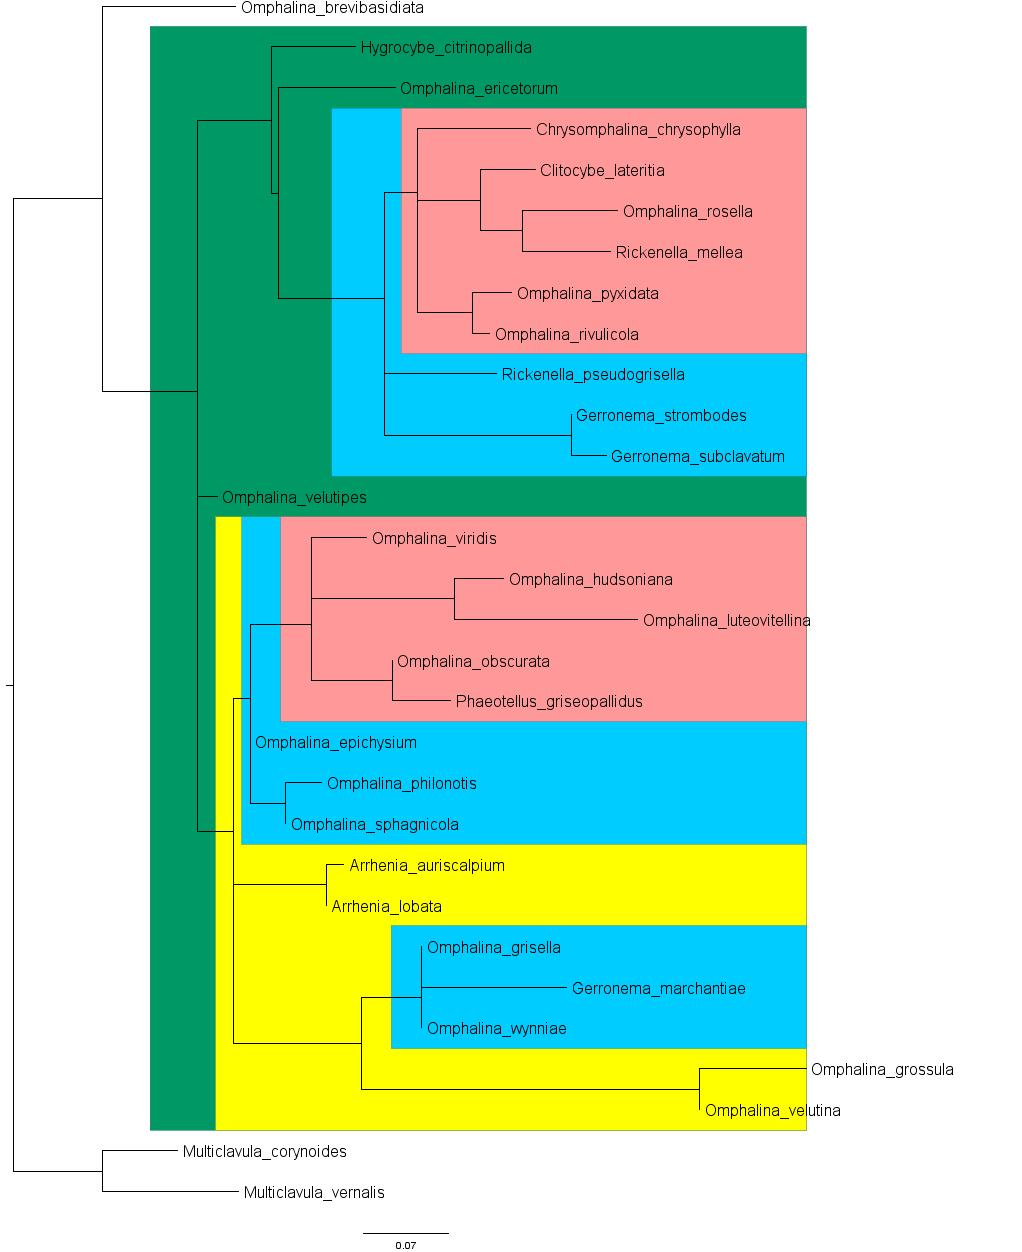 Omphalina_brevibasidiata
Hygrocybe_citrinopallida
Omphalina_ericetorum
Chrysomphalina_chrysophylla
Clitocybe_lateritia
Omphalina_rosella
Rickenella_mellea
Omphalina_pyxidata
Omphalina_rivulicola
Rickenella_pseudogrisella
Gerronema_strombodes
Gerronema_subclavatum
Omphalina_velutipes
Omphalina_viridis
Omphalina_hudsoniana
Omphalina_luteovitellina
Omphalina_obscurata
Phaeotellus_griseopallidus
Omphalina_epichysium
Omphalina_philonotis
Omphalina_sphagnicola
Arrhenia_auriscalpium
Arrhenia_lobata
Omphalina_grisella
Gerronema_marchantiae
Omphalina_wynniae
Omphalina_grossula
Omphalina_velutina
Multiclavula_corynoides
Multiclavula_vernalis
0.07